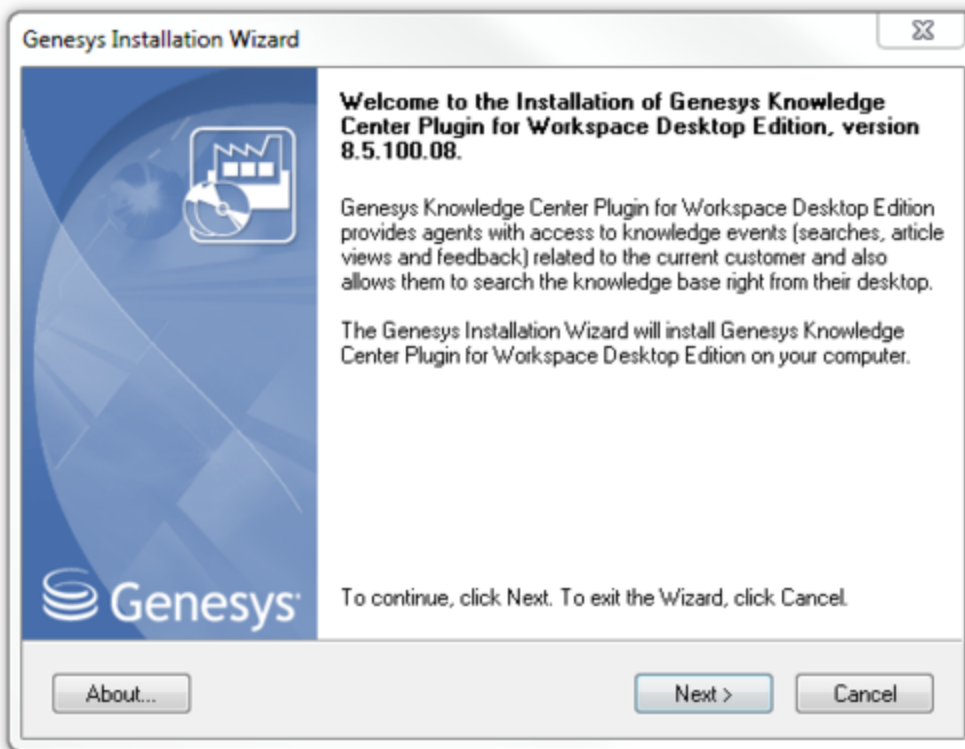 Genesys Installation Wizard
Welcome to the Installation of Genesys Knowledge
Center Plugin for Workspace Desktop Edition, version
8.5.100.08.
Genesys Knowledge Center Plugin for Workspace Desktop Edition
provides agents with access to knowledge events (searches, article
views and feedback) related to the current customer and also
allows them to search the knowledge base right from their desktop.
The Genesys Installation Wizard will install Genesys Knowledge
Center Plugin for Workspace Desktop Edition on your computer.
Genesys
To continue, click Next. To exit the Wizard, click Cancel.
About...
Next >
Cancel